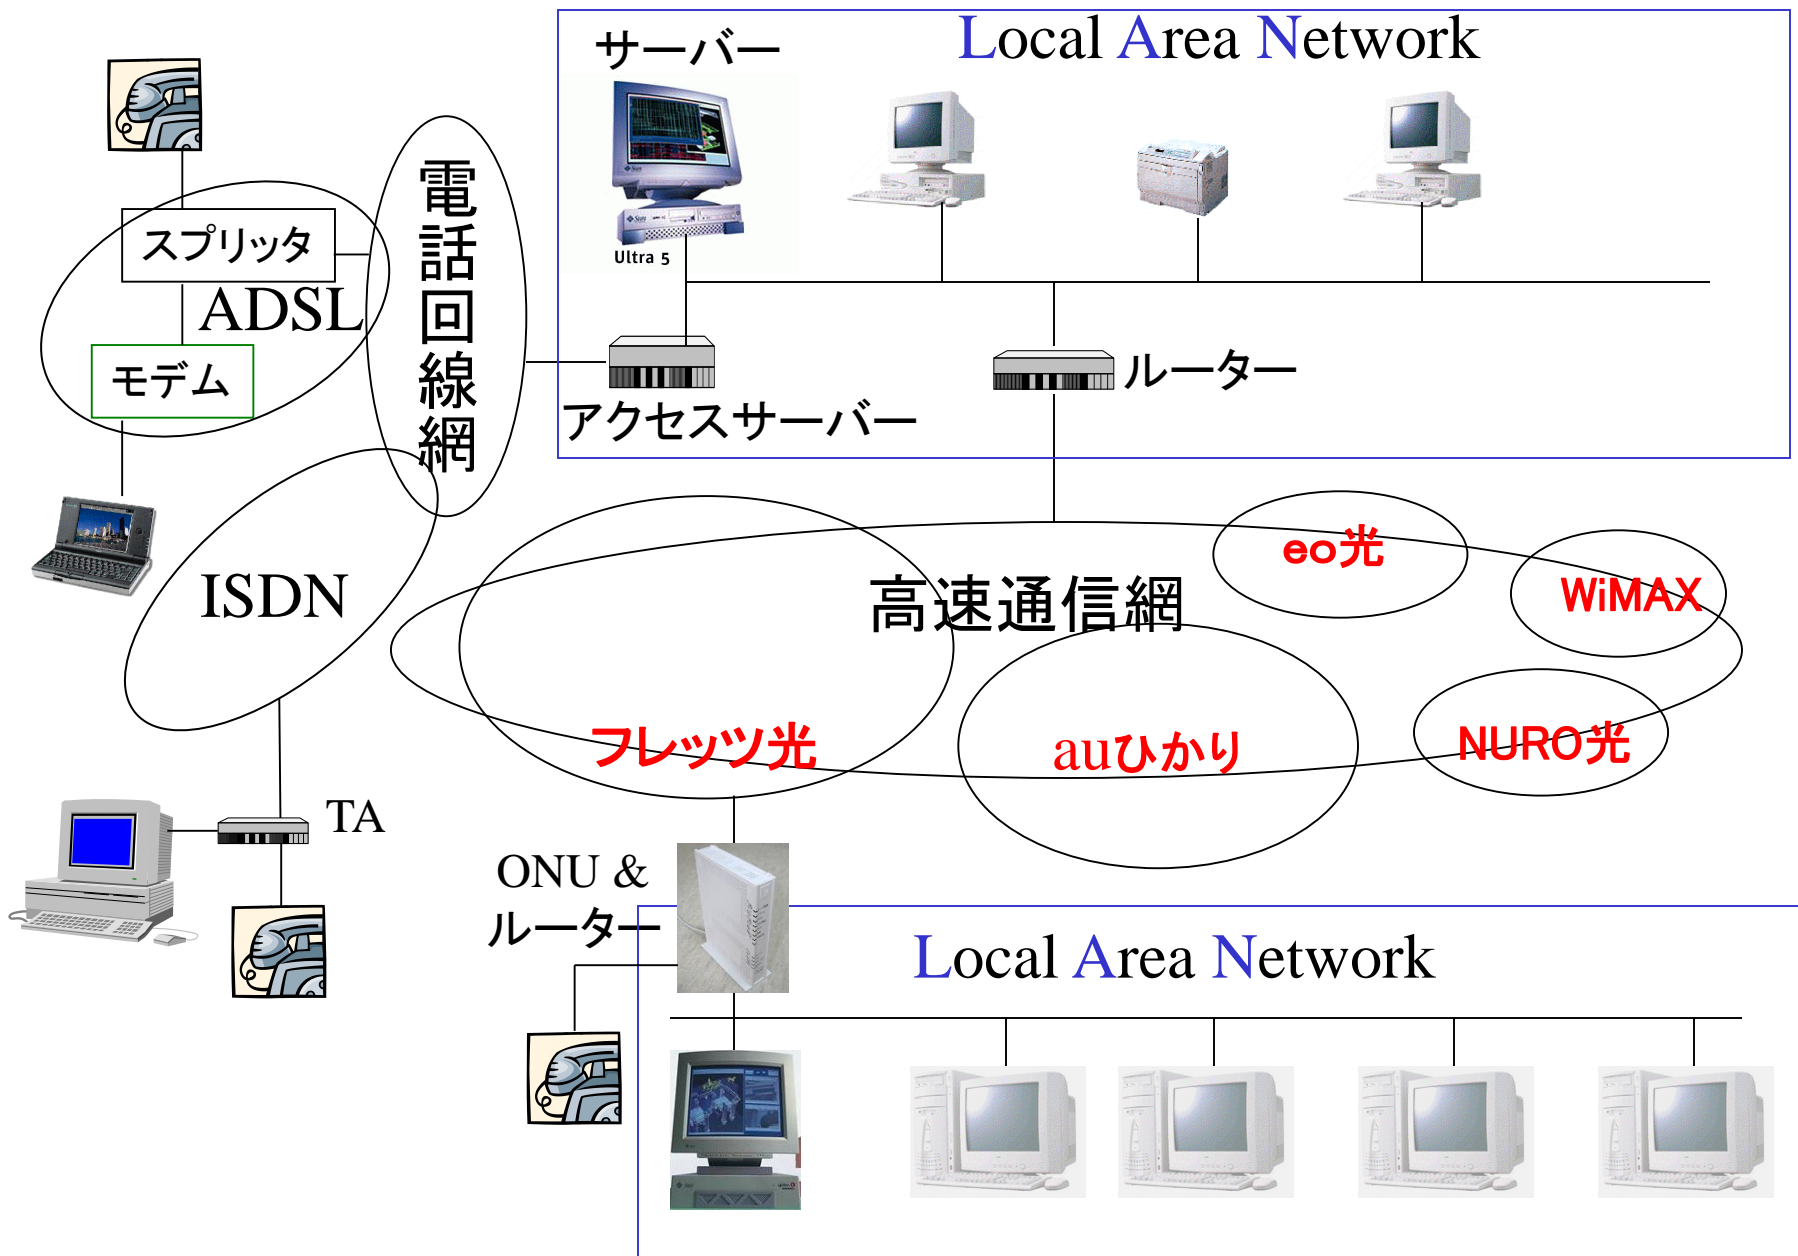 サーバー
Local Area Network
Ultra 5
電話回線網
スプリッタ
ADSL
モデム
ルーター
アクセスサーバー
ISDN
eo光
WiMAX
高速通信網
フレッツ光
auひかり
NURO光
TA
ONU &
ルーター
Local Area Network